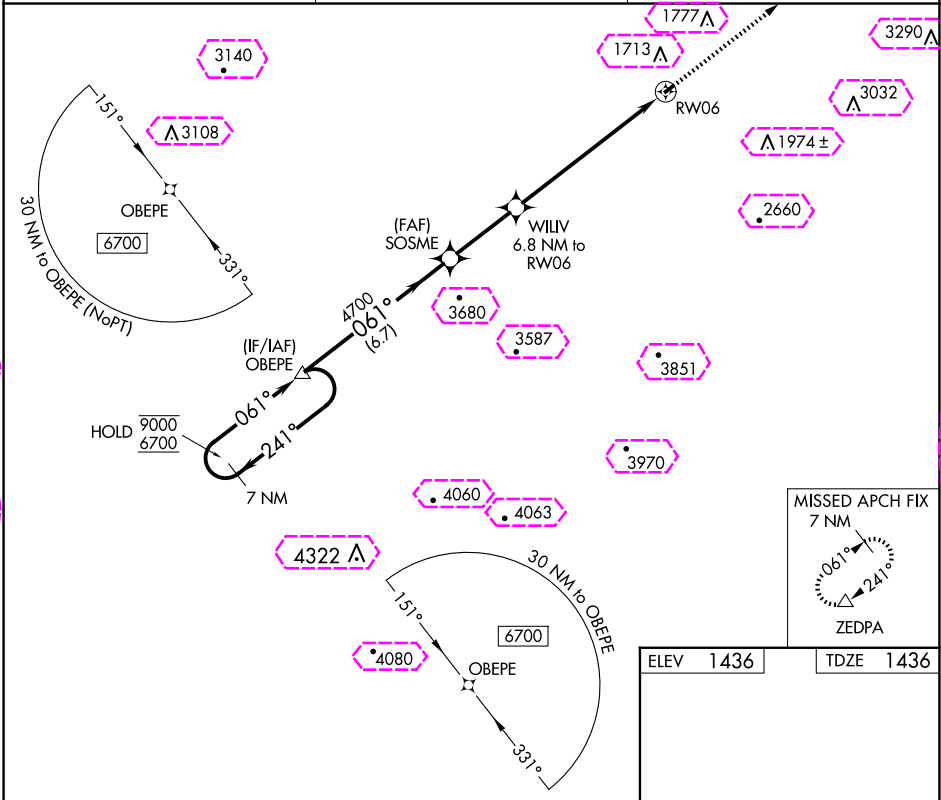 1777
1713
3290
3140
3032
RW06
151°
3108
1974 ±
OBEPE
2660
6700
(FAF)
SOSME
WILIV
6.8 NM to
RW06
331°
30 NM to OBEPE (NoPT)
4700
061°
(6.7)
3680
3587
(IF/IAF)
OBEPE
3851
061°
HOLD 9000
6700
241°
7 NM
3970
4060
4063
MISSED APCH FIX
7 NM
061°
241°
ZEDPA
4322
30 NM to OBEPE
151°
6700
4080
OBEPE
331°
ELEV 1436
TDZE 1436